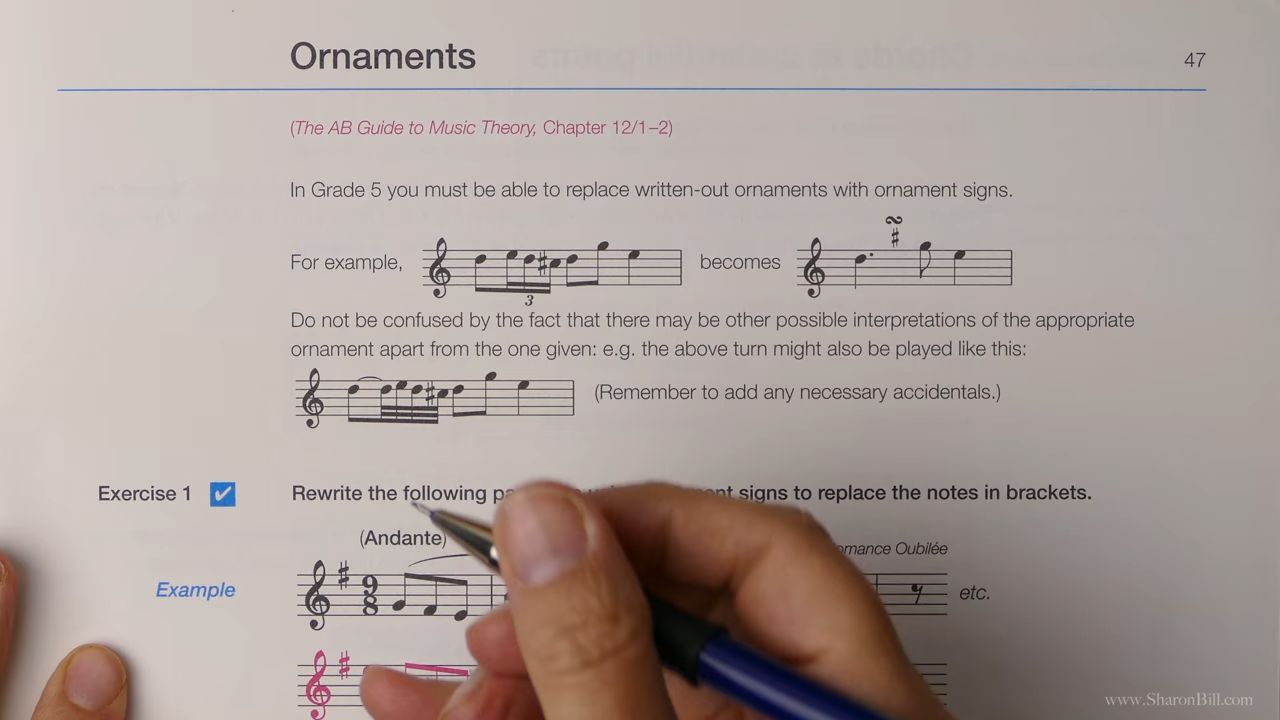 Ornaments
47
(The AB Guide to Music Theory, Chapter 12/1–2)
In Grade 5 you must be able to replace written-out ornaments with ornament signs.
For example,
becomes
3
Do not be confused by the fact that there may be other possible interpretations of the appropriate
ornament apart from the one given: e.g. the above turn might also be played like this:
(Remember to add any necessary accidentals.)
Exercise 1
Rewrite the following signs to replace the notes in brackets.
(Andante)
Oubilée
Example
9
8
etc.
www.SharonBill.com